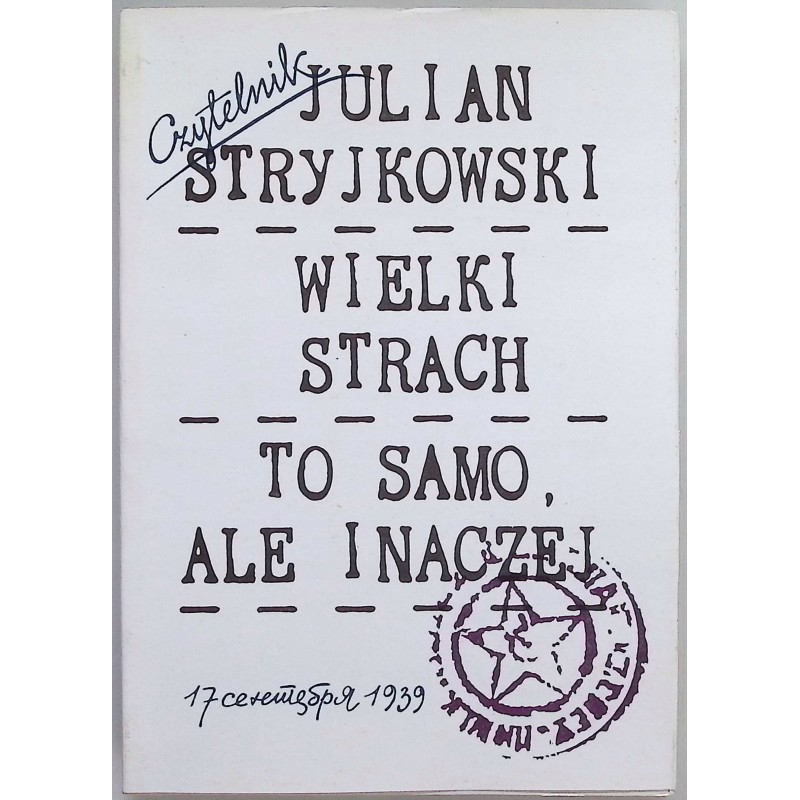 Czytelnik
JULIAN
STRYJKOWSKI
WIELKI
STRACH
TO SAMO,
ALE INACZEJ
17 сентября 1939